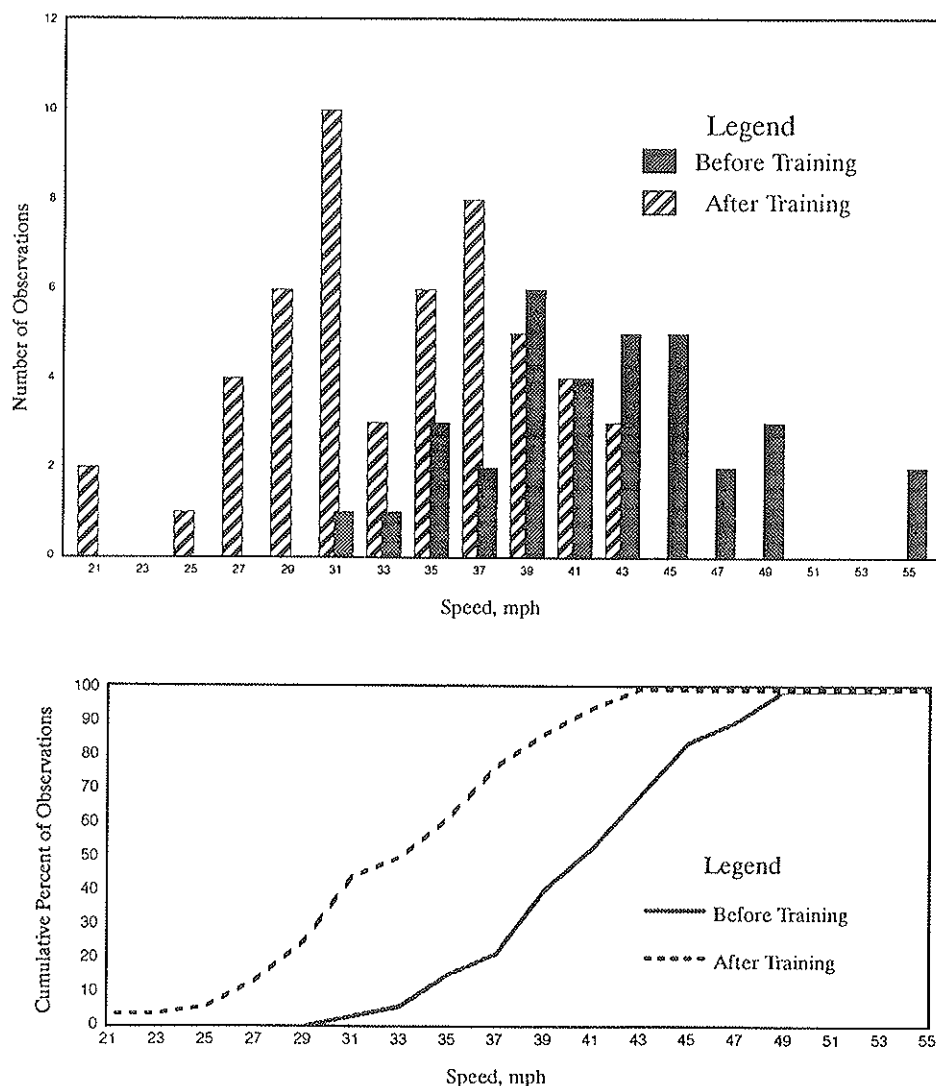 12
10
8
6
4
2
0
Number of Observations
Legend
Before Training
After Training
21 23 25 27 29 31 33 35 37 39 41 43 45 47 49 51 53 55
Speed, mph
100
90
80
70
60
50
40
30
20
10
0
Cumulative Percent of Observations
Legend
Before Training
After Training
21 23 25 27 29 31 33 35 37 39 41 43 45 47 49 51 53 55
Speed, mph